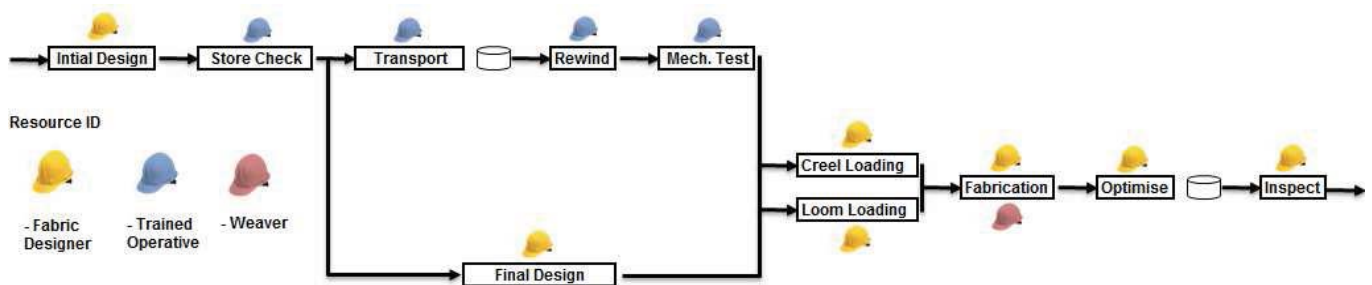 Intial Design
Store Check
Transport
Rewind
Mech. Test
Resource ID
- Fabric
Designer
- Trained
Operative
- Weaver
Creel Loading
Loom Loading
Fabrication
Optimise
Inspect
Final Design